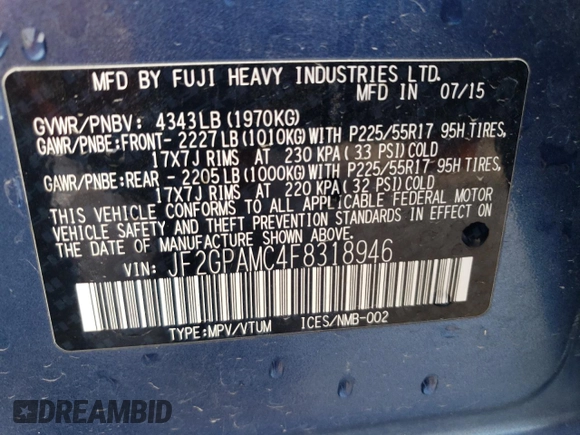 MFD BY FUJI HEAVY INDUSTRIES LTD.
MFD IN 07/15
GVWR/PNBV: 4343LB (1970KG)
GAWR/PNBE:FRONT- 2227LB (1010KG)WITH P225/55R17 95H TIRES,
17X7J RIMS AT 230 KPA (33 PSI)COLD
GAWR/PNBE:REAR - 2205LB (1000KG)WITH P225/55R17 95H TIRES,
17X7J RIMS AT 220 KPA (32 PSI)COLD
THIS VEHICLE CONFORMS TO ALL APPLICABLE FEDERAL MOTOR
VEHICLE SAFETY AND THEFT PREVENTION STANDARDS IN EFFECT ON
THE DATE OF MANUFACTURE SHOWN ABOVE.
VIN: JF2GPAMC4F8318946
TYPE:MPV/VTUM ICES/NMB-002
DREAMBID